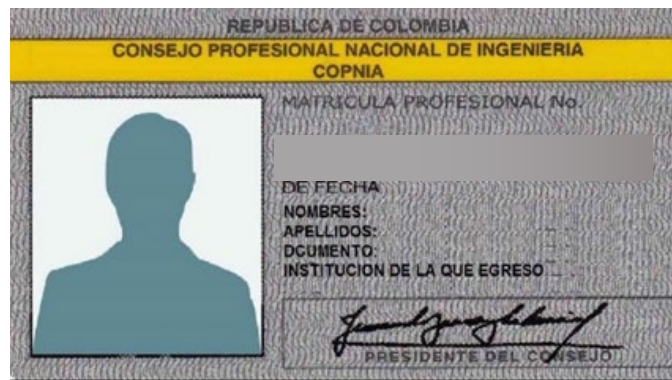 REPUBLICA DE COLOMBIA
CONSEJO PROFESIONAL NACIONAL DE INGENIERIA
COPNIA
MATRICULA PROFESIONAL No.
DE FECHA
NOMBRES:
APELLIDOS:
DCUMENTO:
INSTITUCION DE LA QUE EGRESO
PRESIDENTE DEL CONSEJO